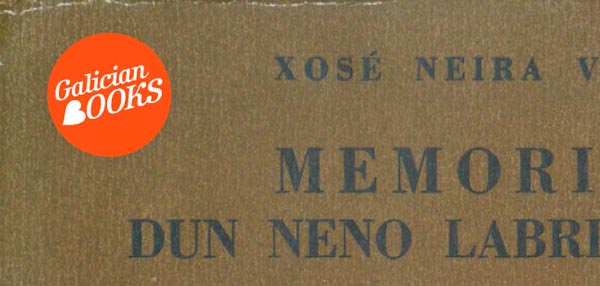 Galician
BOOKS
XOSÉ NEIRA V
MEMORI
DUN NENO LABRE